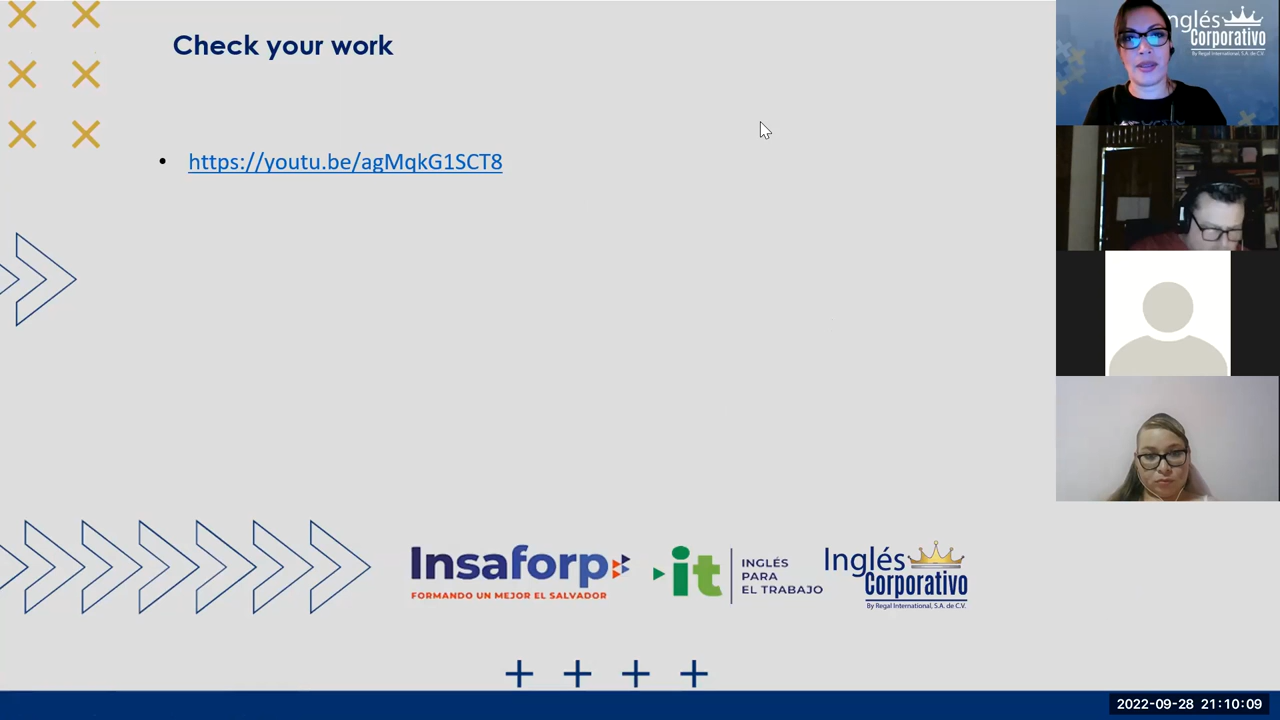 Check your work
• https://youtu.be/agMqkG1SCT8
nglés
Corporativo
By Regal International, S.A. de C.V.
Insaforp
FORMANDO UN MEJOR EL SALVADOR
it
INGLÉS
PARA
EL TRABAJO
Inglés
Corporativo
By Regal International, S.A. de C.V.
2022-09-28 21:10:09